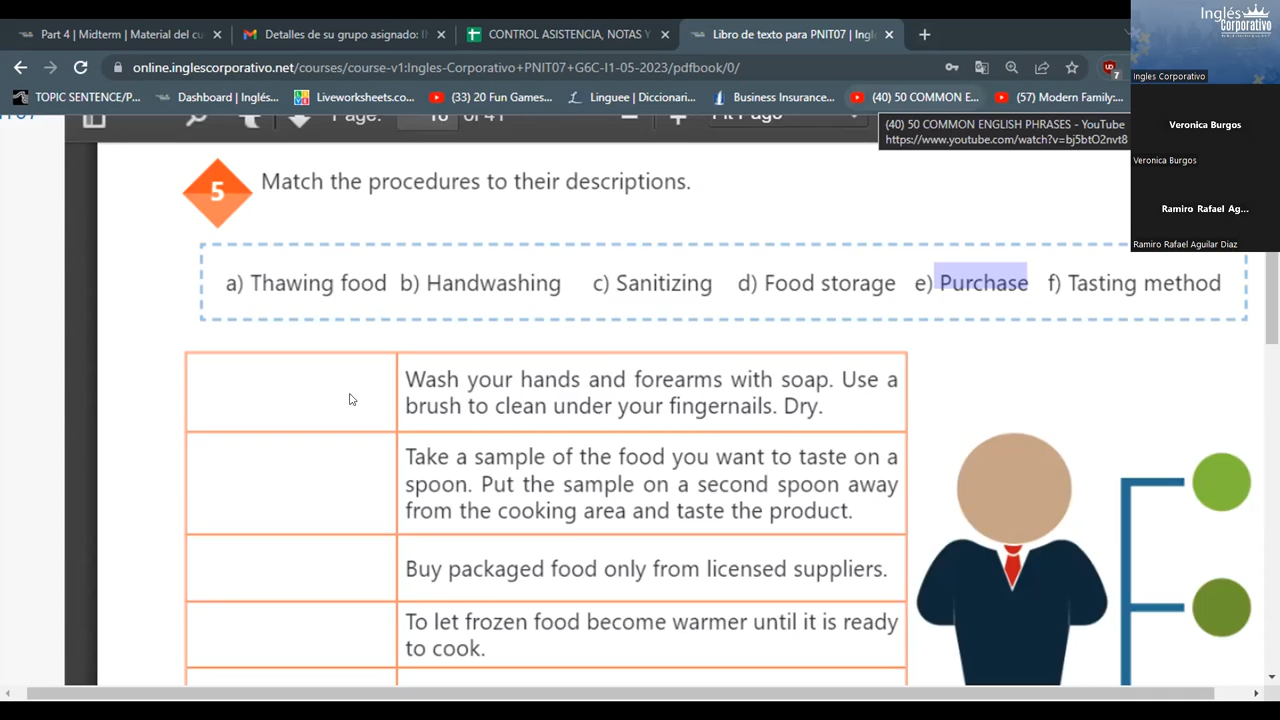 Part 4 | Midterm | Material del cu
Detalles de su grupo asignado: I
CONTROL ASISTENCIA, NOTAS Y
Libro de texto para PNIT07 | Ingl
online.inglescorporativo.net/courses/course-v1:Ingles-Corporativo+PNIT07+G6C-I1-05-2023/pdfbook/0/
7
TOPIC SENTENCE/P...
Dashboard | Inglés...
Liveworksheets.co...
(33) 20 Fun Games...
Linguee | Diccionari...
Business Insurance...
(40) 50 COMMON E...
(57) Modern Family:...
(40) 50 COMMON ENGLISH PHRASES - YouTube
https://www.youtube.com/watch?v=bj5btO2nvt8
Inglés
Corporativo
Ingles Corporativo
Veronica Burgos
Veronica Burgos
Ramiro Rafael Ag...
Ramiro Rafael Aguilar Diaz
Page:
of 41
Fit Page
5
Match the procedures to their descriptions.
a) Thawing food b) Handwashing c) Sanitizing d) Food storage e) Purchase f) Tasting method
Wash your hands and forearms with soap. Use a
brush to clean under your fingernails. Dry.
Take a sample of the food you want to taste on a
spoon. Put the sample on a second spoon away
from the cooking area and taste the product.
Buy packaged food only from licensed suppliers.
To let frozen food become warmer until it is ready
to cook.